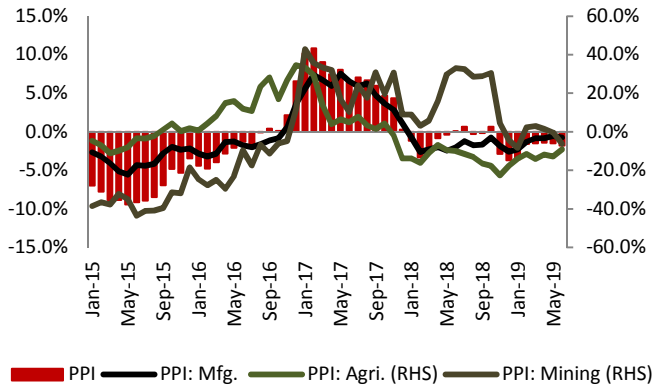 15.0%
10.0%
5.0%
0.0%
-5.0%
-10.0%
-15.0%
60.0%
40.0%
20.0%
0.0%
-20.0%
-40.0%
-60.0%
Jan-15
May-15
Sep-15
Jan-16
May-16
Sep-16
Jan-17
May-17
Sep-17
Jan-18
May-18
Sep-18
Jan-19
May-19
PPI PPI: Mfg. PPI: Agri. (RHS) PPI: Mining (RHS)